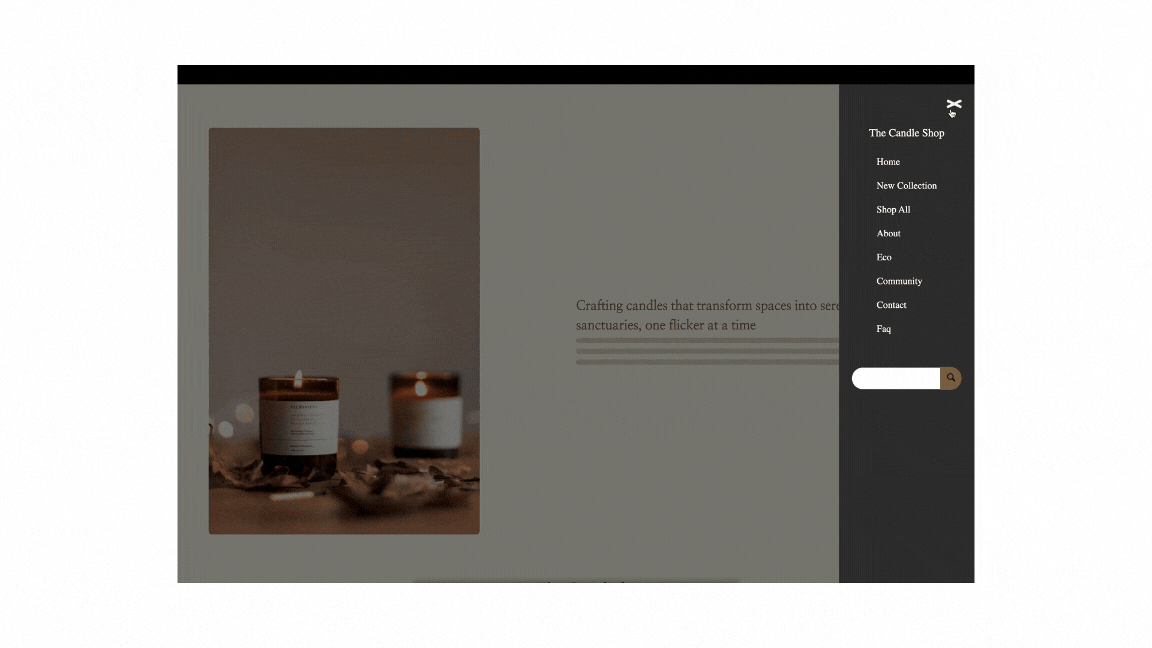 The Candle Shop
Home
New Collection
Shop All
About
Eco
Community
Contact
Faq
Crafting candles that transform spaces into
sanctuaries, one flicker at a time